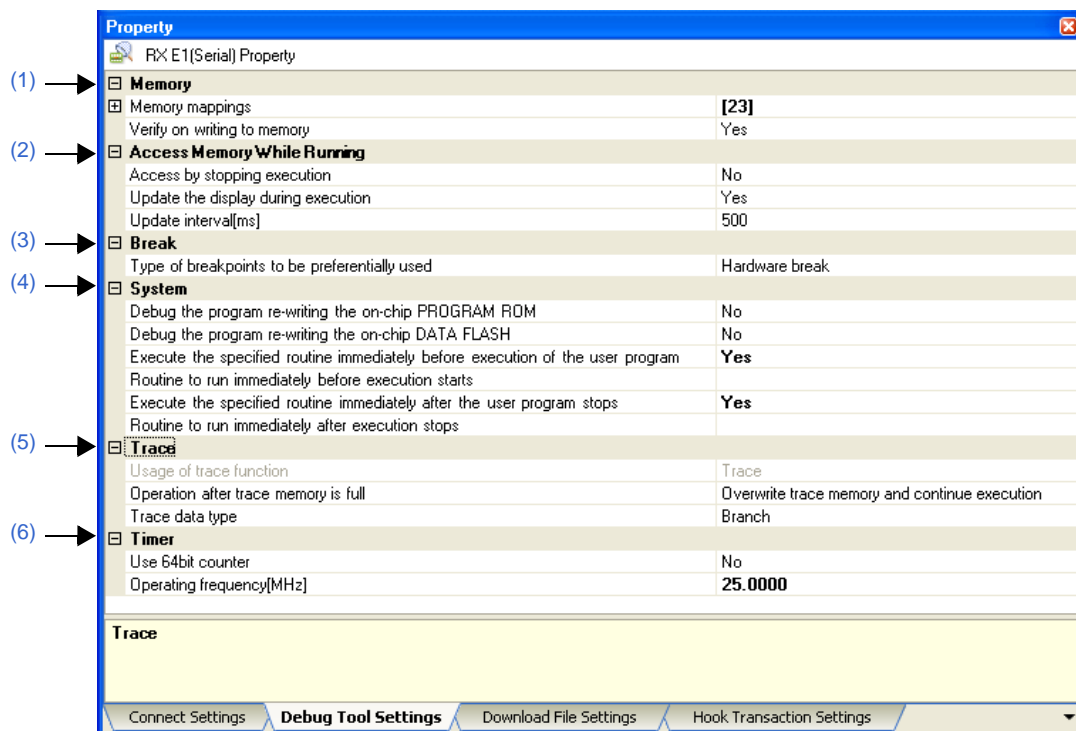 Property
RX E1(Serial) Property
(1) Memory
Memory mappings [23]
Verify on writing to memory Yes
(2) Access Memory While Running
Access by stopping execution No
Update the display during execution Yes
Update interval[ms] 500
(3) Break
Type of breakpoints to be preferentially used Hardware break
(4) System
Debug the program re-writing the on-chip PROGRAM ROM No
Debug the program re-writing the on-chip DATA FLASH No
Execute the specified routine immediately before execution of the user program Yes
Routine to run immediately before execution starts
Execute the specified routine immediately after the user program stops Yes
Routine to run immediately after execution stops
(5) Trace
Usage of trace function Trace
Operation after trace memory is full Overwrite trace memory and continue execution
Trace data type Branch
(6) Timer
Use 64bit counter No
Operating frequency[MHz] 25.0000
Trace
Connect Settings Debug Tool Settings Download File Settings Hook Transaction Settings